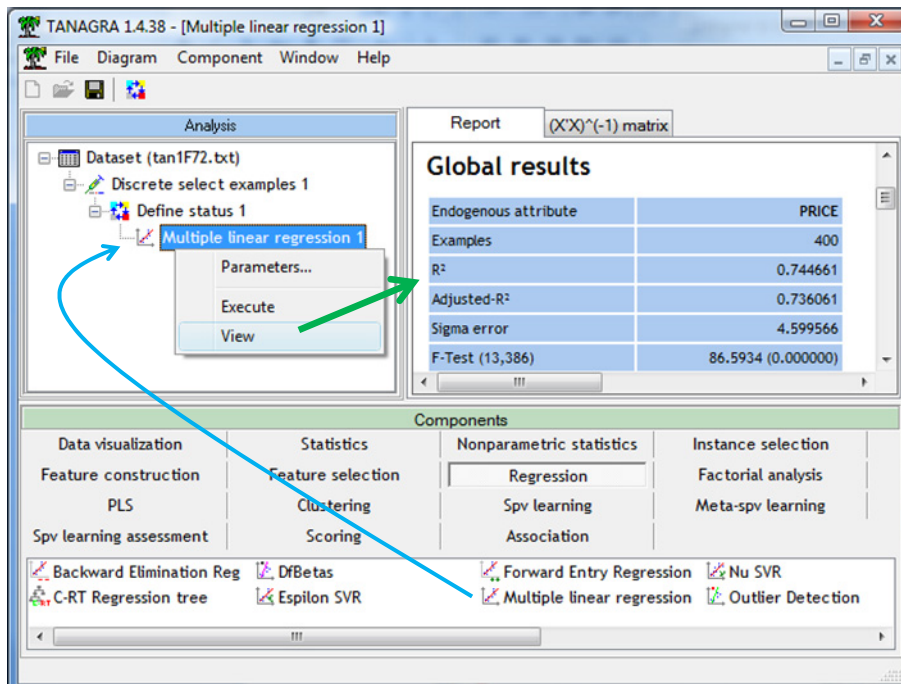 TANAGRA 1.4.38 - [Multiple linear regression 1]
File Diagram Component Window Help
Analysis
Dataset (tan1F72.txt)
Discrete select examples 1
Define status 1
Multiple linear regression 1
Parameters...
Execute
View
Report (X'X)^(-1) matrix
Global results
Endogenous attribute PRICE
Examples 400
R² 0.744661
Adjusted-R² 0.736061
Sigma error 4.599566
F-Test (13,386) 86.5934 (0.000000)
Components
Data visualization Statistics Nonparametric statistics Instance selection
Feature construction Feature selection Regression Factorial analysis
PLS Clustering Spv learning Meta-spv learning
Spv learning assessment Scoring Association
Backward Elimination Reg DfBetas Forward Entry Regression Nu SVR
C-RT Regression tree Espilon SVR Multiple linear regression Outlier Detection